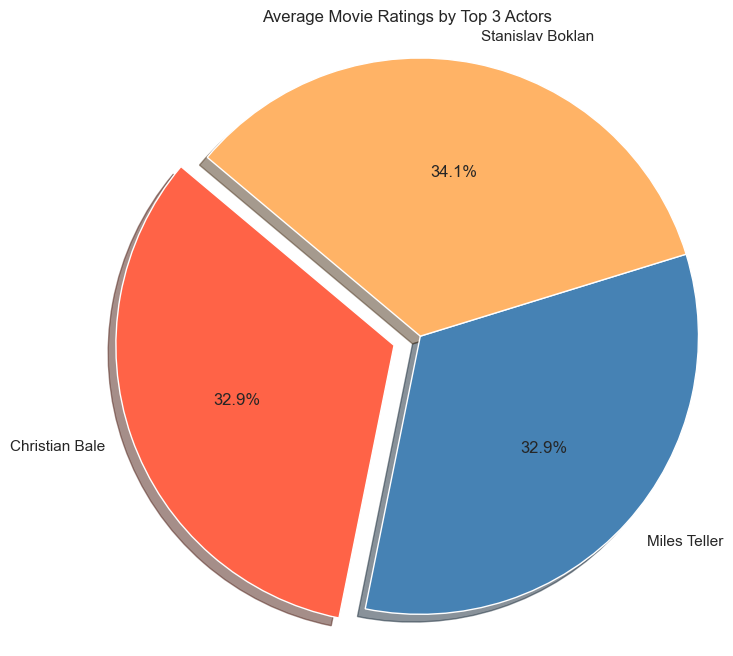 Average Movie Ratings by Top 3 Actors
Stanislav Boklan
34.1%
32.9%
Christian Bale
32.9%
Miles Teller